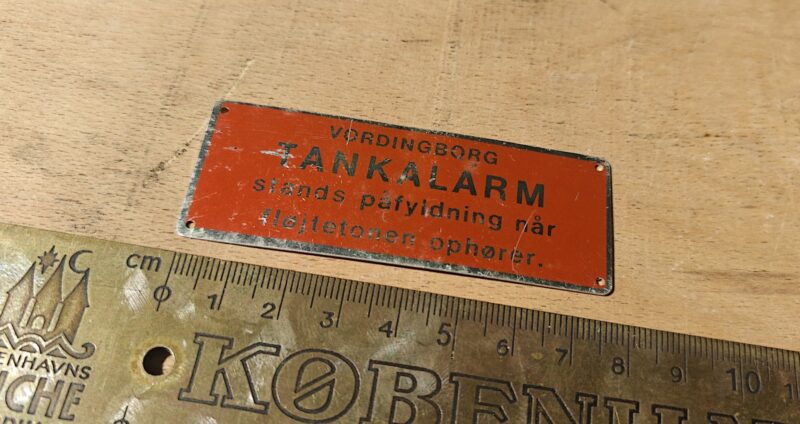 VORDINGBORG
TANKALARM
stands påfyldning når
fløjtetonen ophører.
cm
0 1 2 3 4 5 6 7 8 9 10